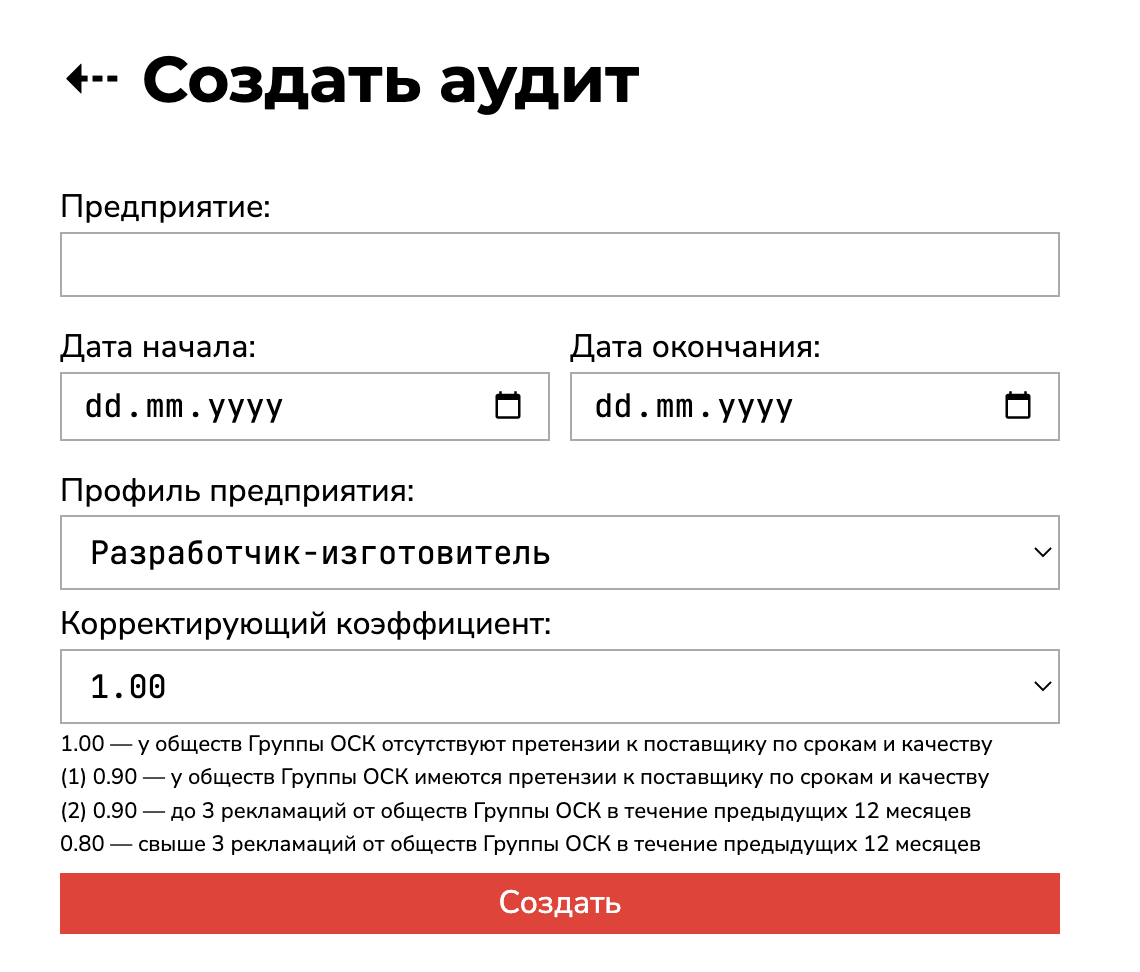 Создать аудит
Предприятие:
Дата начала: Дата окончания:
dd.mm.yyyy dd.mm.yyyy
Профиль предприятия:
Разработчик-изготовитель
Корректирующий коэффициент:
1.00
1.00 — у обществ Группы ОСК отсутствуют претензии к поставщику по срокам и качеству
(1) 0.90 — у обществ Группы ОСК имеются претензии к поставщику по срокам и качеству
(2) 0.90 — до 3 рекламаций от обществ Группы ОСК в течение предыдущих 12 месяцев
0.80 — свыше 3 рекламаций от обществ Группы ОСК в течение предыдущих 12 месяцев
Создать